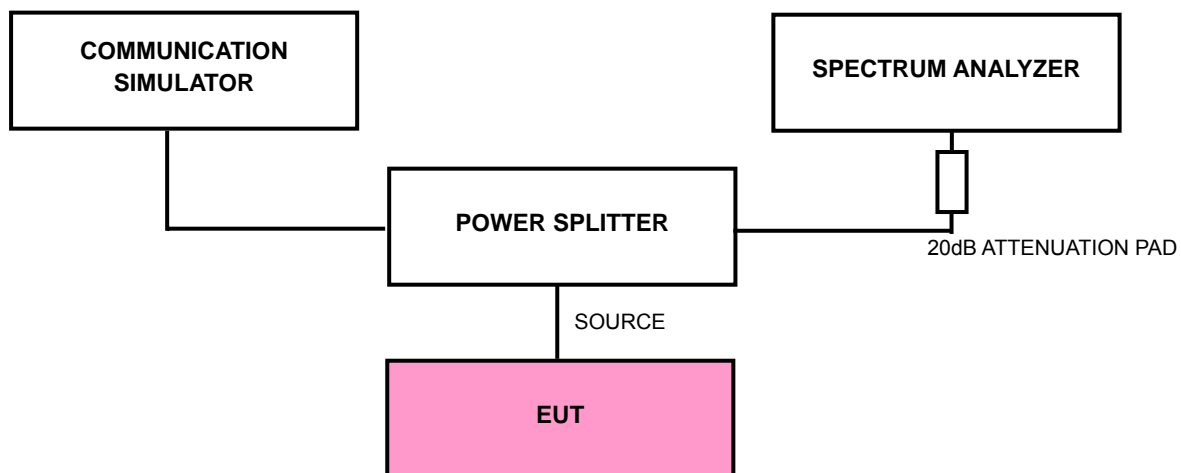 COMMUNICATION
SIMULATOR
SPECTRUM ANALYZER
POWER SPLITTER
20dB ATTENUATION PAD
SOURCE
EUT